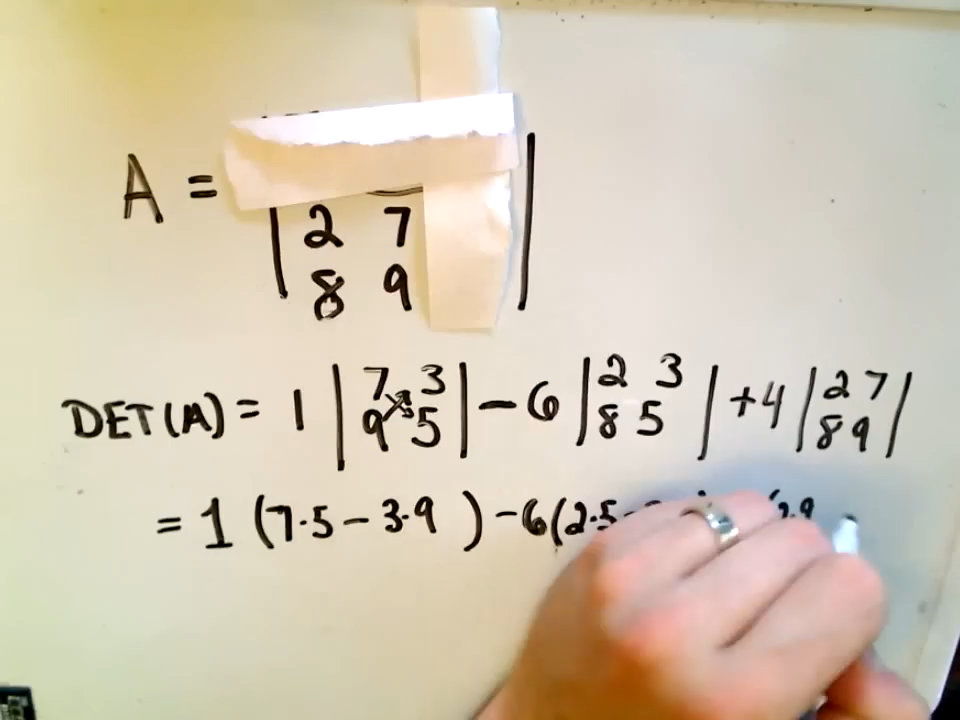 A =
| 2 7 |
8 9
DET(A) = 1 | 7 3 | - 6 | 2 3 | + 4 | 2 7 |
9 5 8 5 8 9
= 1 (7·5 - 3·9) - 6(2·5-